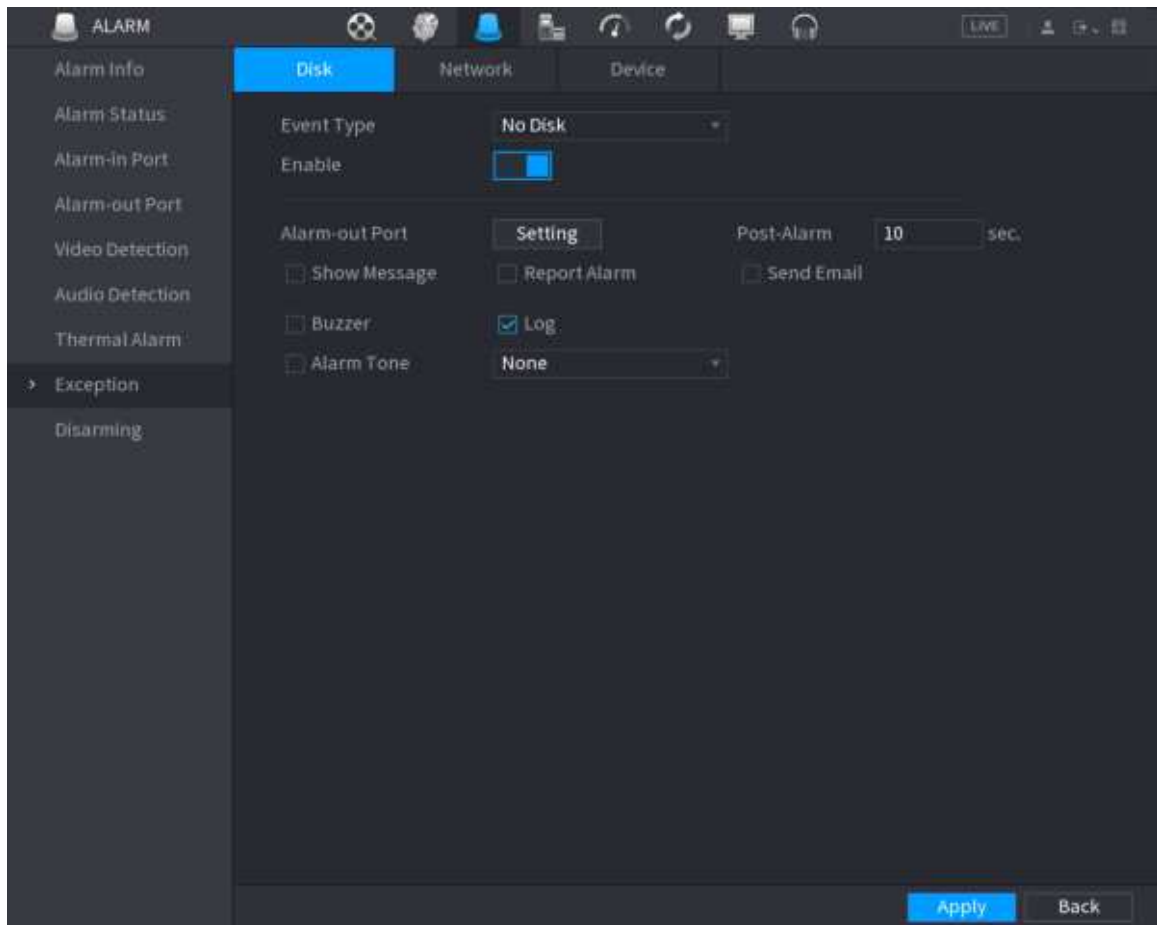 ALARM
LIVE
Alarm Info
Disk Network Device
Alarm Status
Event Type No Disk
Alarm-in Port
Enable
Alarm-out Port
Alarm-out Port Setting Post-Alarm 10 sec.
Video Detection
Show Message Report Alarm Send Email
Audio Detection
Buzzer Log
Thermal Alarm
Alarm Tone None
Exception
Disarming
Apply Back